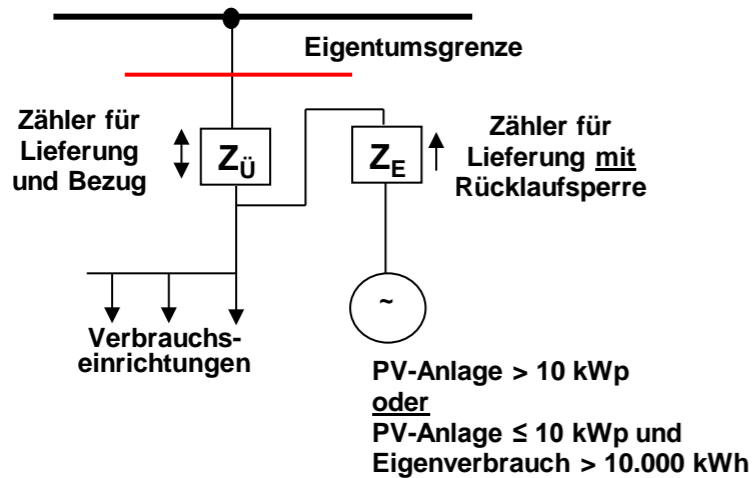 Eigentumsgrenze
Zähler für
Lieferung
und Bezug
ZÜ
ZE
Zähler für
Lieferung mit
Rücklaufsperre
~
Verbrauchs-
einrichtungen
PV-Anlage > 10 kWp
oder
PV-Anlage ≤ 10 kWp und
Eigenverbrauch > 10.000 kWh